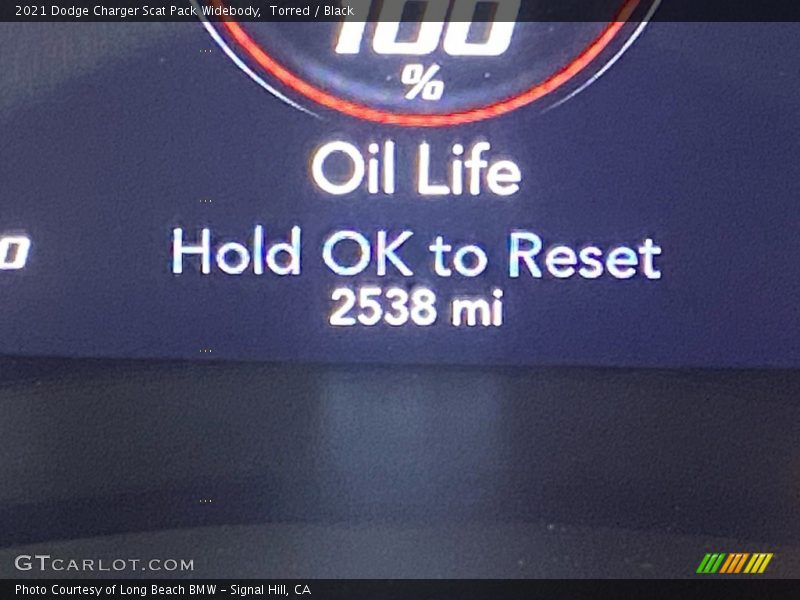 2021 Dodge Charger Scat Pack Widebody,  Torred / Black
100
%
Oil Life
0
Hold OK to Reset
2538 mi
GTCARLOT.COM
Photo Courtesy of Long Beach BMW - Signal Hill, CA